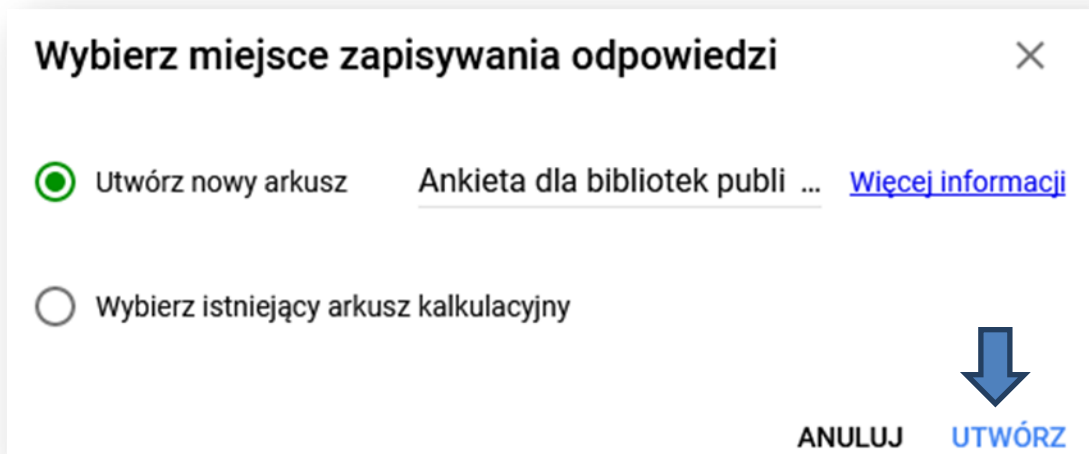 Wybierz miejsce zapisywania odpowiedzi
Utwórz nowy arkusz Ankieta dla bibliotek publi ... Więcej informacji
Wybierz istniejący arkusz kalkulacyjny
ANULUJ UTWÓRZ